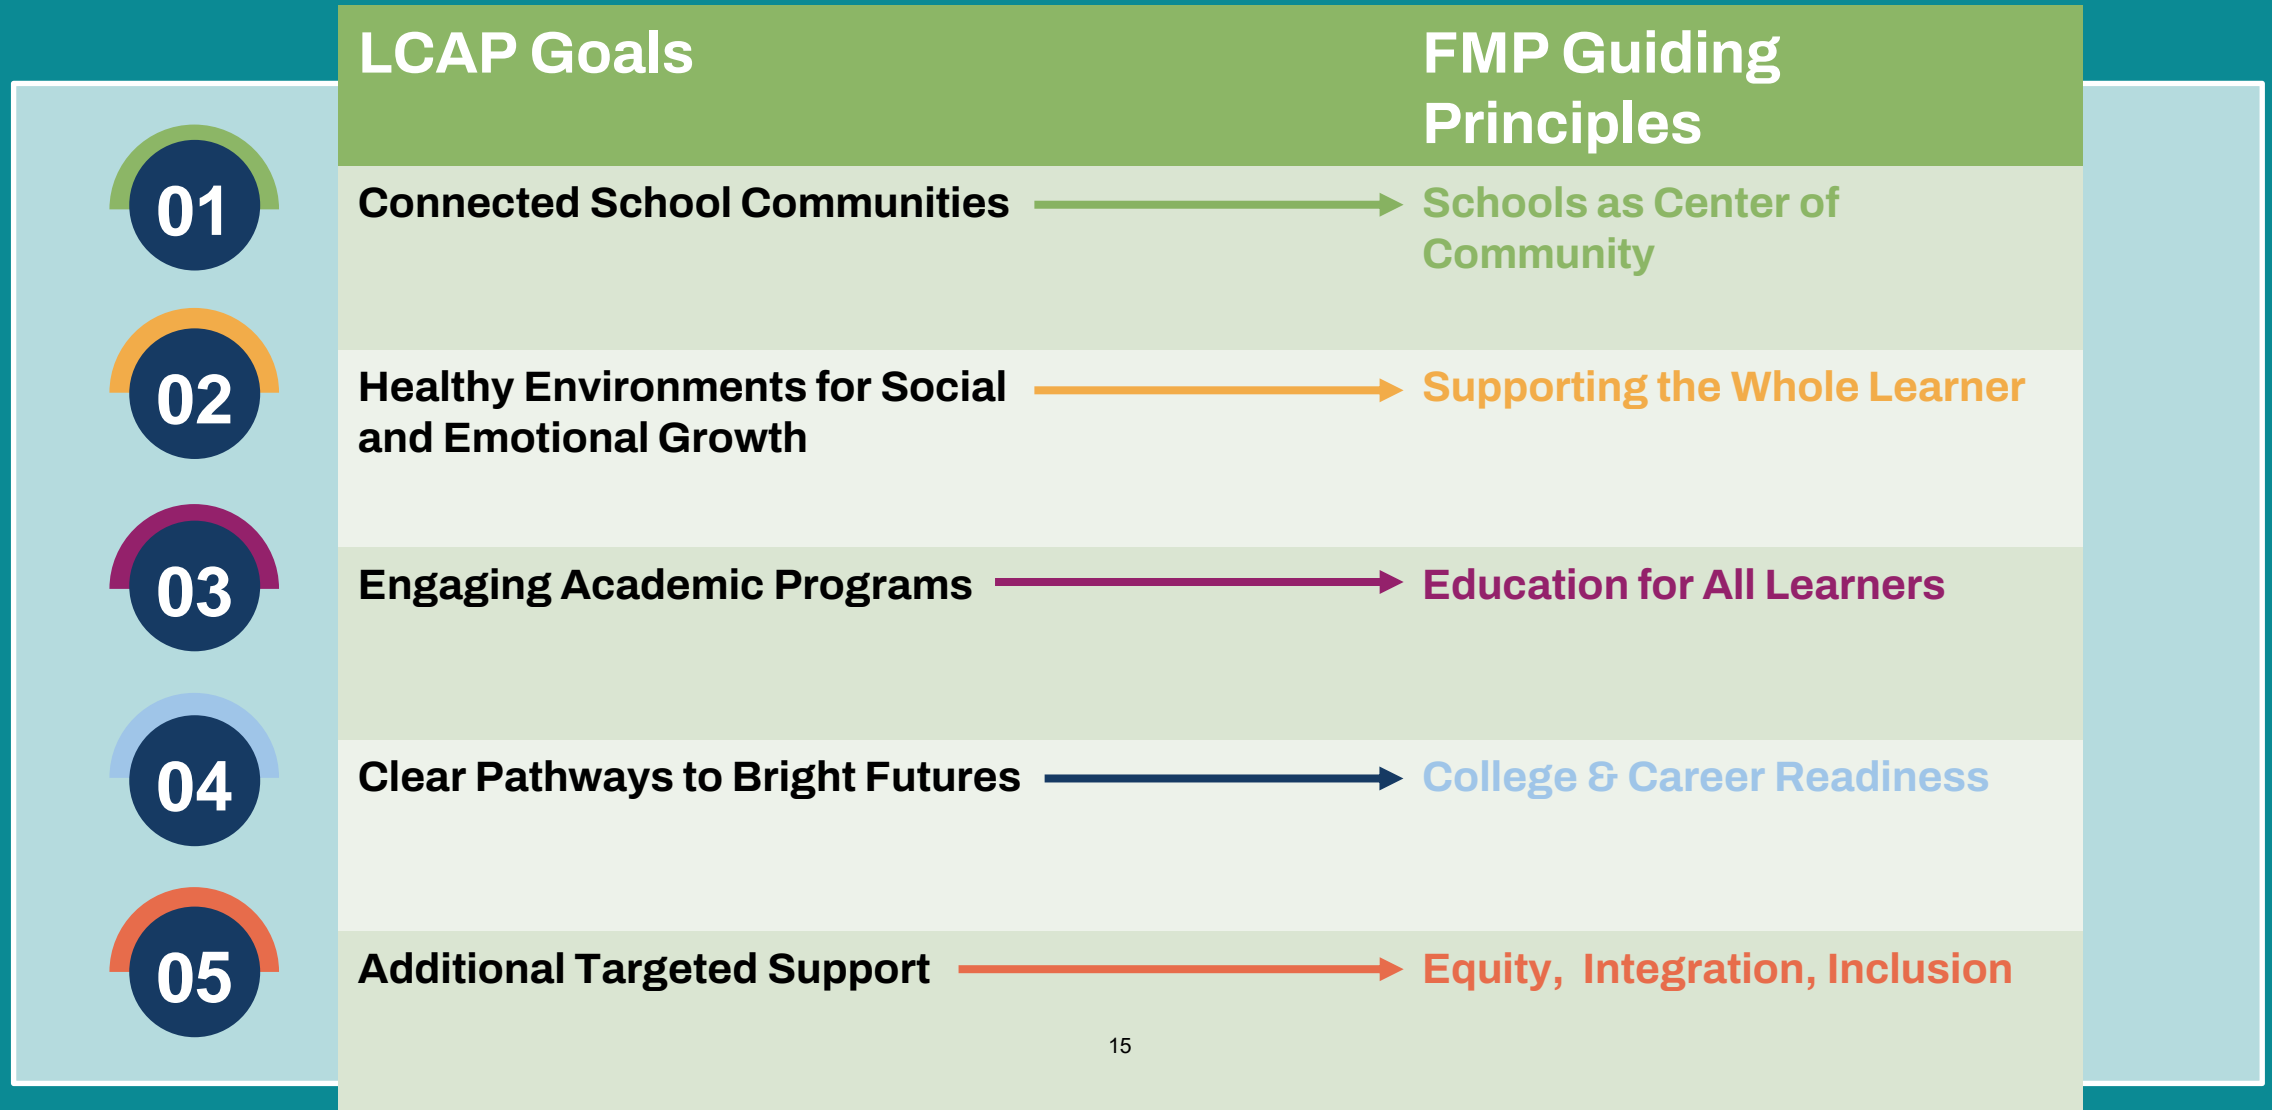 LCAP Goals
FMP Guiding
Principles
01
Connected School Communities
Schools as Center of
Community
02
Healthy Environments for Social
and Emotional Growth
Supporting the Whole Learner
03
Engaging Academic Programs
Education for All Learners
04
Clear Pathways to Bright Futures
College & Career Readiness
05
Additional Targeted Support
Equity,  Integration, Inclusion
15